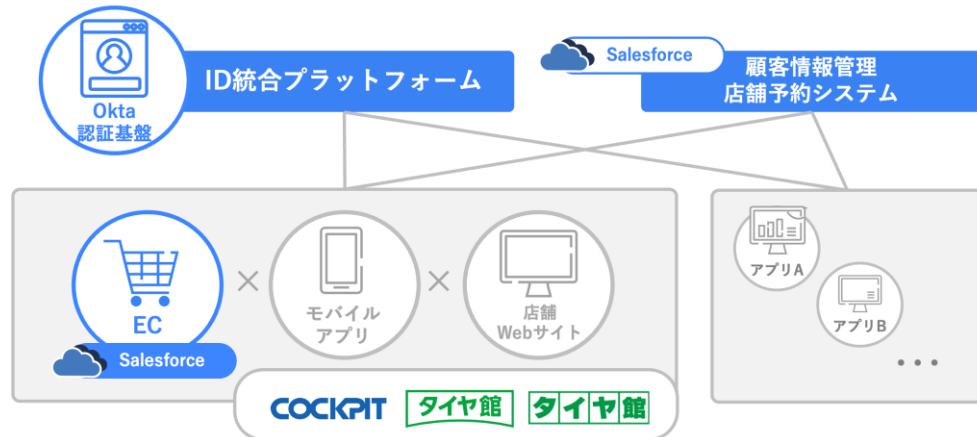 Okta
認証基盤
ID統合プラットフォーム
Salesforce
顧客情報管理
店舗予約システム
EC
Salesforce
×
モバイル
アプリ
×
店舗
Webサイト
アプリA
アプリB
•••
COCKPIT
タイヤ館
タイヤ館